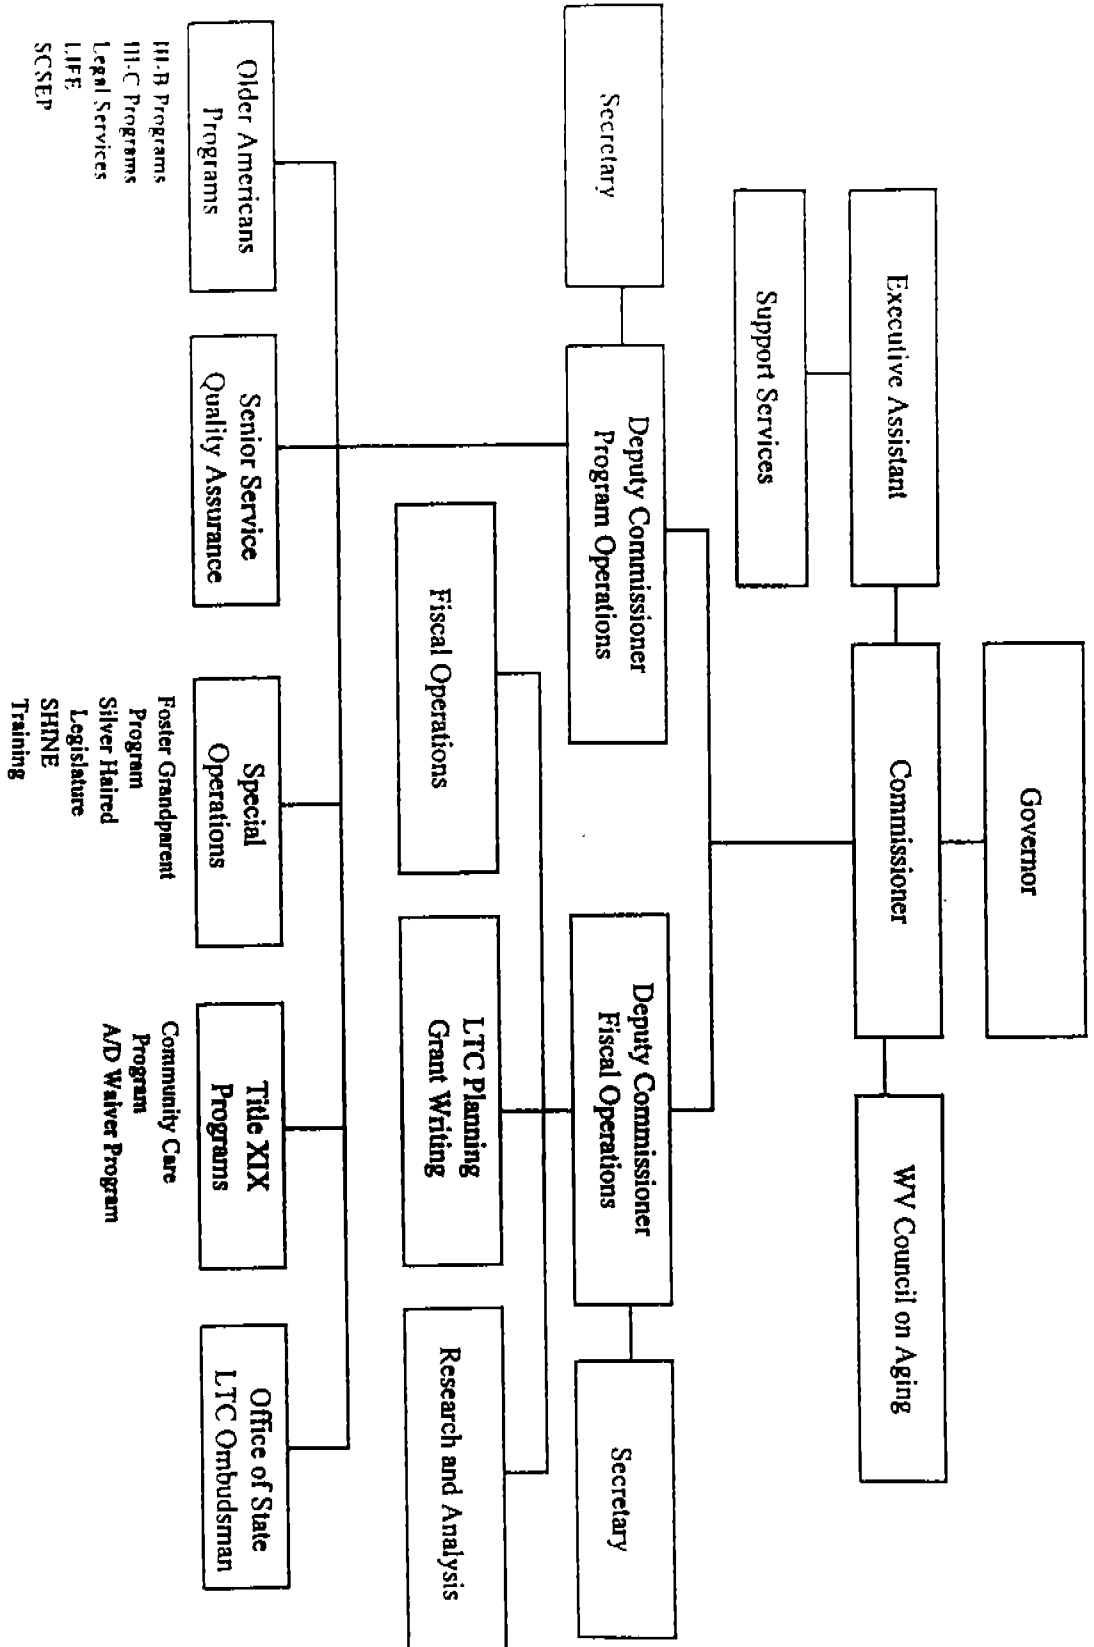 Governor
Executive Assistant
Commissioner
WV Council on Aging
Support Services
Secretary
Deputy Commissioner
Program Operations
Deputy Commissioner
Fiscal Operations
Secretary
Fiscal Operations
LTC Planning
Grant Writing
Research and Analysis
Older Americans
Programs
III-B Programs
III-C Programs
Legal Services
LIFE
SCSEP
Senior Service
Quality Assurance
Special
Operations
Foster Grandparent
Program
Silver Haired
Legislature
SHINE
Training
Title XIX
Programs
Community Care
Program
A/D Waiver Program
Office of State
LTC Ombudsman